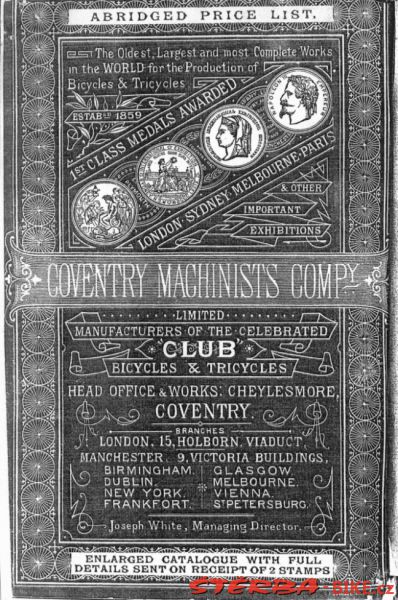 ABRIDGED PRICE LIST.
The Oldest, Largest and most Complete Works
in the WORLD for the Production of
Bicycles & Tricycles.
ESTABLD 1859
1ST CLASS MEDALS AWARDED
LONDON·SYDNEY·MELBOURNE·PARIS
& OTHER
IMPORTANT
EXHIBITIONS
COVENTRY MACHINISTS COMPY
LIMITED
MANUFACTURERS OF THE CELEBRATED
"CLUB"
BICYCLES & TRICYCLES
HEAD OFFICE & WORKS: CHEYLESMORE,
COVENTRY.
BRANCHES
LONDON, 15, HOLBORN, VIADUCT,
MANCHESTER. 9, VICTORIA BUILDINGS,
BIRMINGHAM. GLASGOW.
DUBLIN. MELBOURNE.
NEW YORK. VIENNA.
FRANKFORT. ST PETERSBURG.
Joseph White, Managing Director.
ENLARGED CATALOGUE WITH FULL
DETAILS SENT ON RECEIPT OF 2 STAMPS
STERBA-BIKE.cz